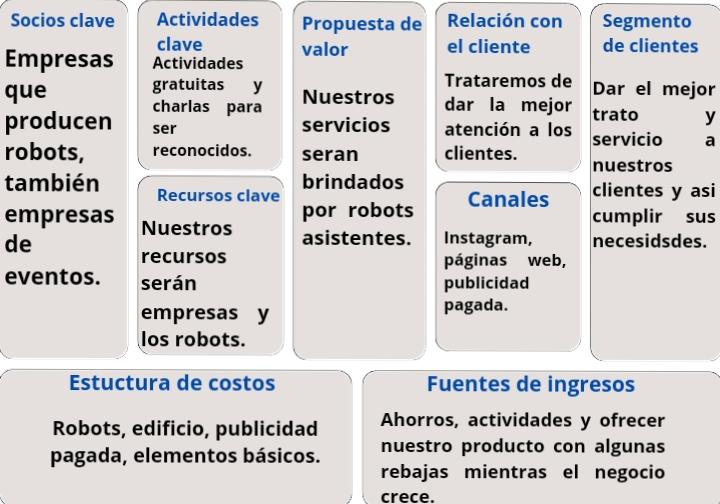 Socios clave
Empresas
que
producen
robots,
también
empresas
de
eventos.
Actividades
clave
Actividades
gratuitas y
charlas para
ser
reconocidos.
Recursos clave
Nuestros
recursos
serán
empresas y
los robots.
Propuesta de
valor
Nuestros
servicios
seran
brindados
por robots
asistentes.
Relación con
el cliente
Trataremos de
dar la mejor
atención a los
clientes.
Canales
Instagram,
páginas web,
publicidad
pagada.
Segmento
de clientes
Dar el mejor
trato y
servicio a
nuestros
clientes y asi
cumplir sus
necesidsdes.
Estuctura de costos
Robots, edificio, publicidad
pagada, elementos básicos.
Fuentes de ingresos
Ahorros, actividades y ofrecer
nuestro producto con algunas
rebajas mientras el negocio
crece.